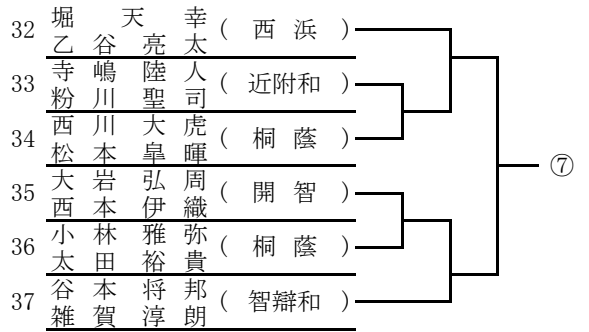 32 堀天幸 ( 西浜 )
乙谷亮太
33 寺嶋陸人 ( 近附和 )
粉川聖司
34 西川大虎 ( 桐蔭 )
松本皐暉
35 大岩弘周 ( 開智 )
西本伊織
36 小林雅弥 ( 桐蔭 )
太田裕貴
37 谷本将邦 ( 智辯和 )
雑賀淳朗
⑦